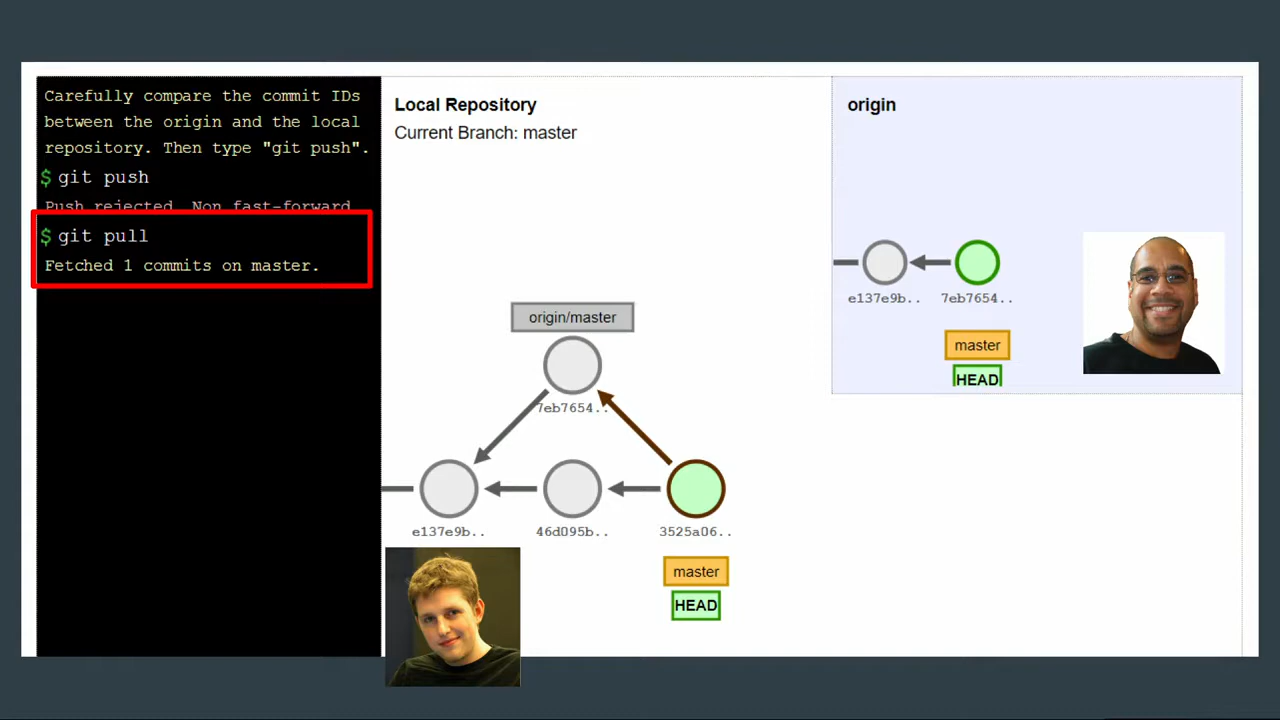 Carefully compare the commit IDs
between the origin and the local
repository. Then type "git push".
$ git push
Push rejected. Non fast-forward.
$ git pull
Fetched 1 commits on master.
Local Repository
Current Branch: master
origin/master
7eb7654..
e137e9b..
46d095b..
3525a06..
master
HEAD
origin
e137e9b..
7eb7654..
master
HEAD